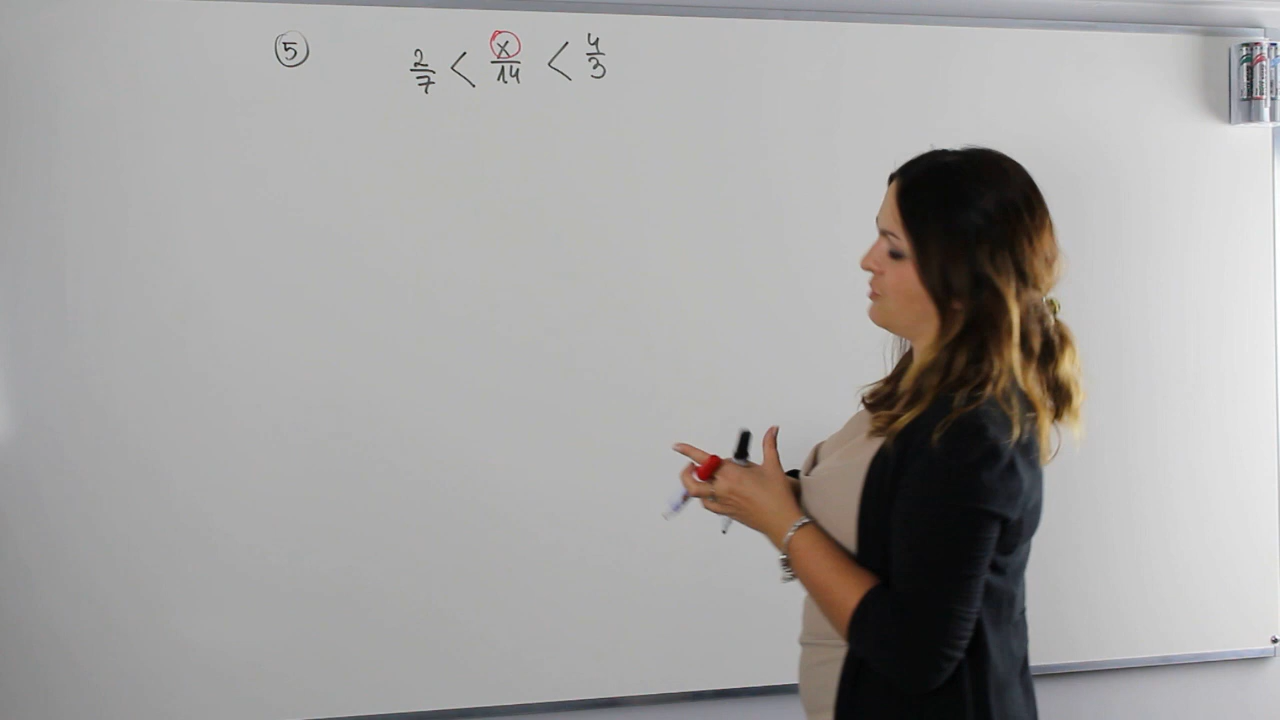 ⑤ 2/7 < x/14 < 4/3